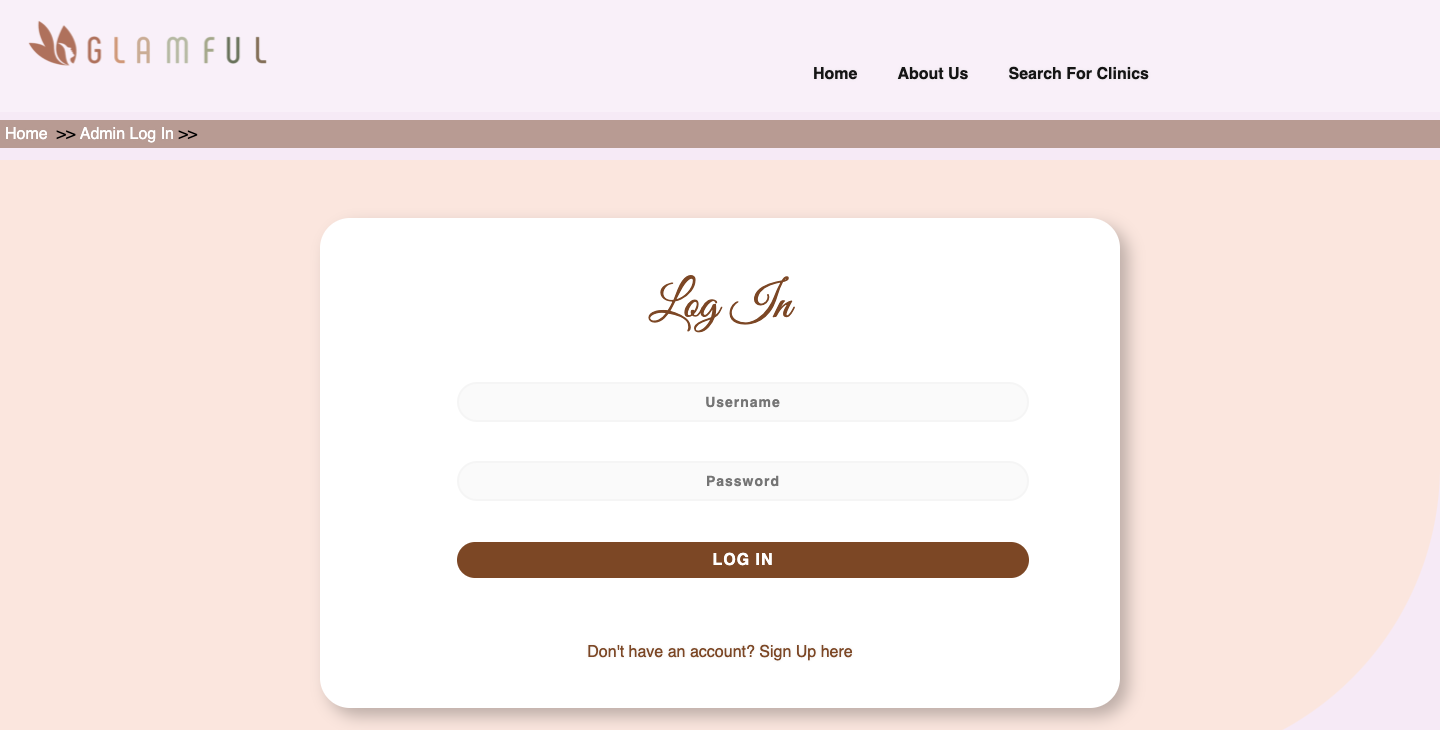 GLAMFUL
Home About Us Search For Clinics
Home >> Admin Log In >>
Log In
Username
Password
LOG IN
Don't have an account? Sign Up here